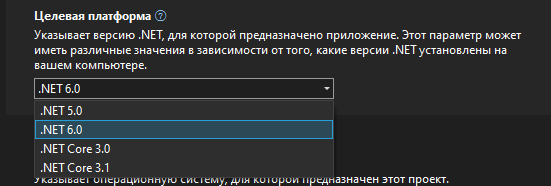 Целевая платформа
Указывает версию .NET, для которой предназначено приложение. Этот параметр может
иметь различные значения в зависимости от того, какие версии .NET установлены на
вашем компьютере.
.NET 6.0
.NET 5.0
.NET 6.0
.NET Core 3.0
.NET Core 3.1
Указывает операционную систему, для которой предназначен этот проект.